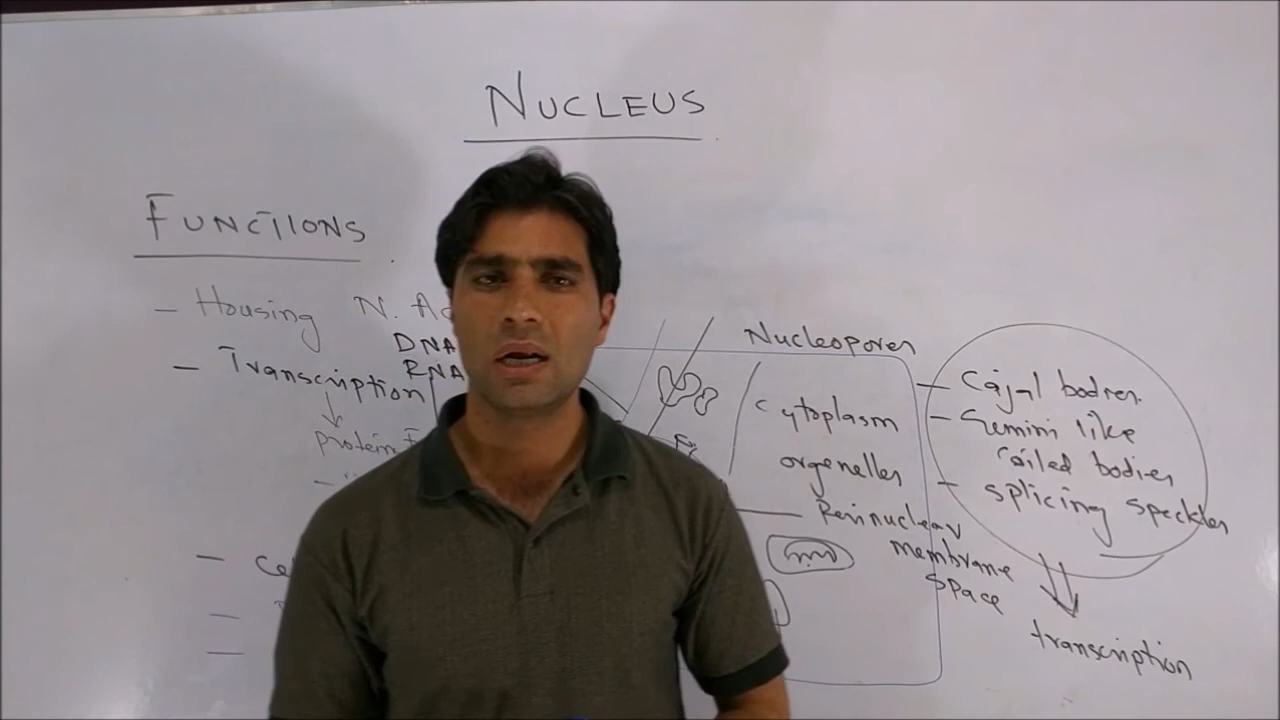 NUCLEUS
FUNCTIONS
- Housing N. Ac
DNA
RNA
- Transcription
protein
Nucleopores
Cytoplasm
organelles
Perinuclear
membrane
space
- Cajal bodies
- Gemini like
coiled bodies
- splicing speckles
transcription